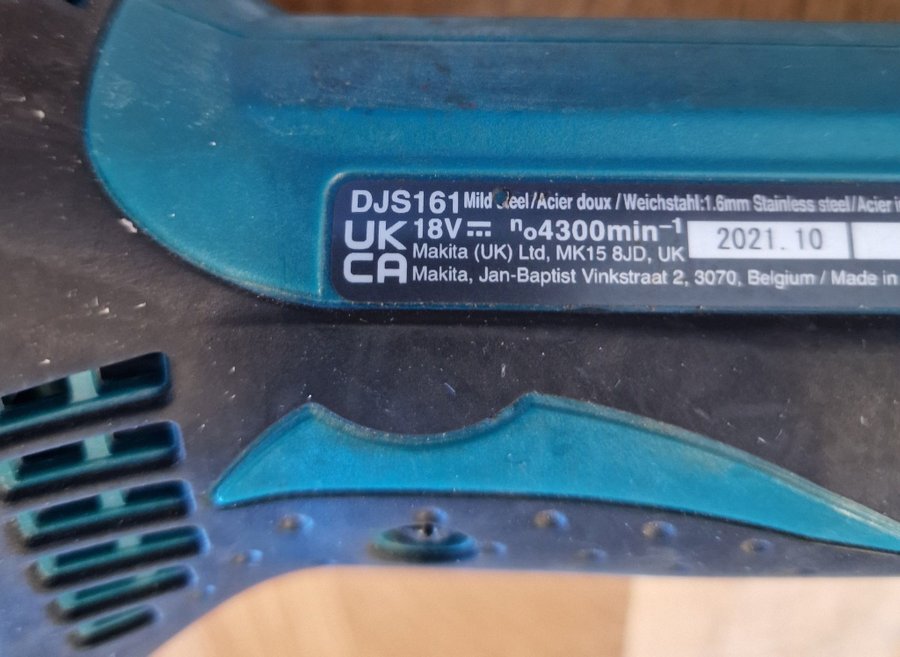 DJS161 Mild Steel/Acier doux / Weichstahl:1.6mm Stainless steel/Acier
UK CA 18V⎓ nₒ4300min⁻¹ 2021.10
Makita (UK) Ltd, MK15 8JD, UK
Makita, Jan-Baptist Vinkstraat 2, 3070, Belgium / Made in